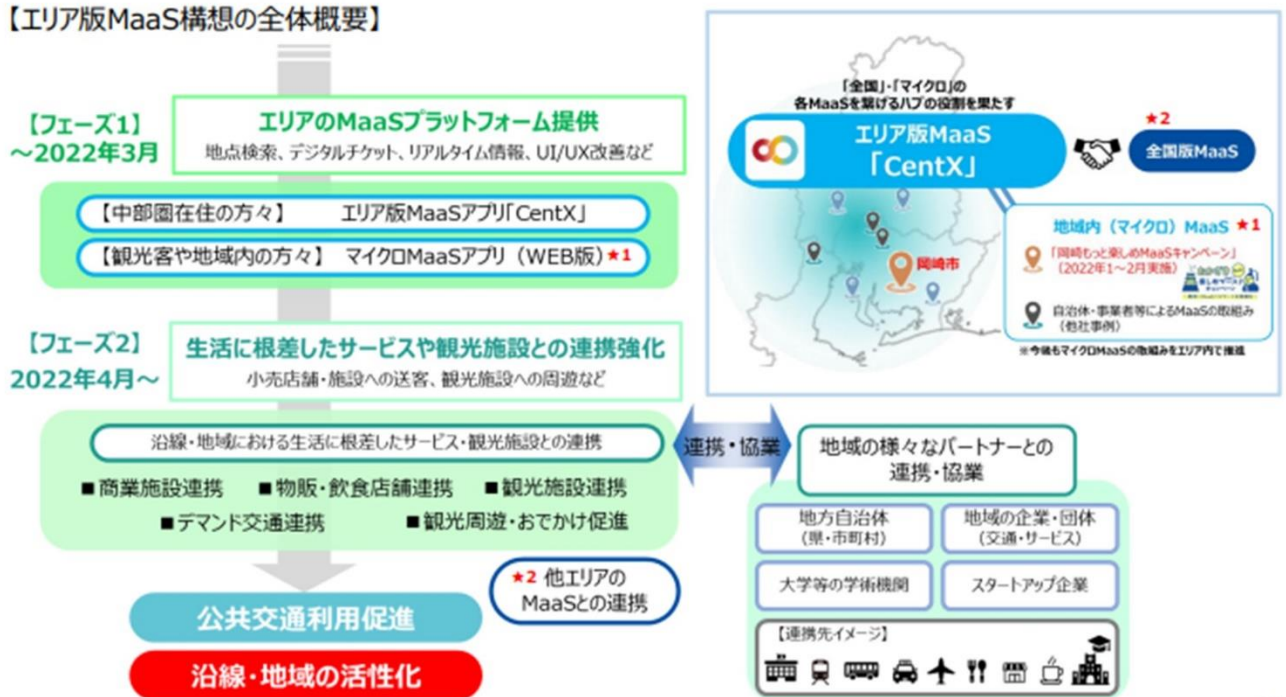 【エリア版MaaS構想の全体概要】
【フェーズ1】
～2022年3月
エリアのMaaSプラットフォーム提供
地点検索、デジタルチケット、リアルタイム情報、UI/UX改善など
【中部圏在住の方々】 エリア版MaaSアプリ「CentX」
【観光客や地域内の方々】 マイクロMaaSアプリ（WEB版）★1
【フェーズ2】
2022年4月～
生活に根差したサービスや観光施設との連携強化
小売店舗・施設への送客、観光施設への周遊など
沿線・地域における生活に根差したサービス・観光施設との連携
■商業施設連携 ■物販・飲食店舗連携 ■観光施設連携
■デマンド交通連携 ■観光周遊・おでかけ促進
★2 他エリアの
MaaSとの連携
公共交通利用促進
沿線・地域の活性化
「全国」・「マイクロ」の
各MaaSを繋げるハブの役割を果たす
エリア版MaaS
「CentX」
★2
全国版MaaS
岡崎市
地域内（マイクロ）MaaS ★1
「岡崎もっと楽しめMaaSキャンペーン」
（2022年1～2月実施）
自治体・事業者等によるMaaSの取組み
（他社事例）
※今後もマイクロMaaSの取組みをエリア内で推進
連携・協業
地域の様々なパートナーとの
連携・協業
地方自治体
（県・市町村）
地域の企業・団体
（交通・サービス）
大学等の学術機関
スタートアップ企業
【連携先イメージ】